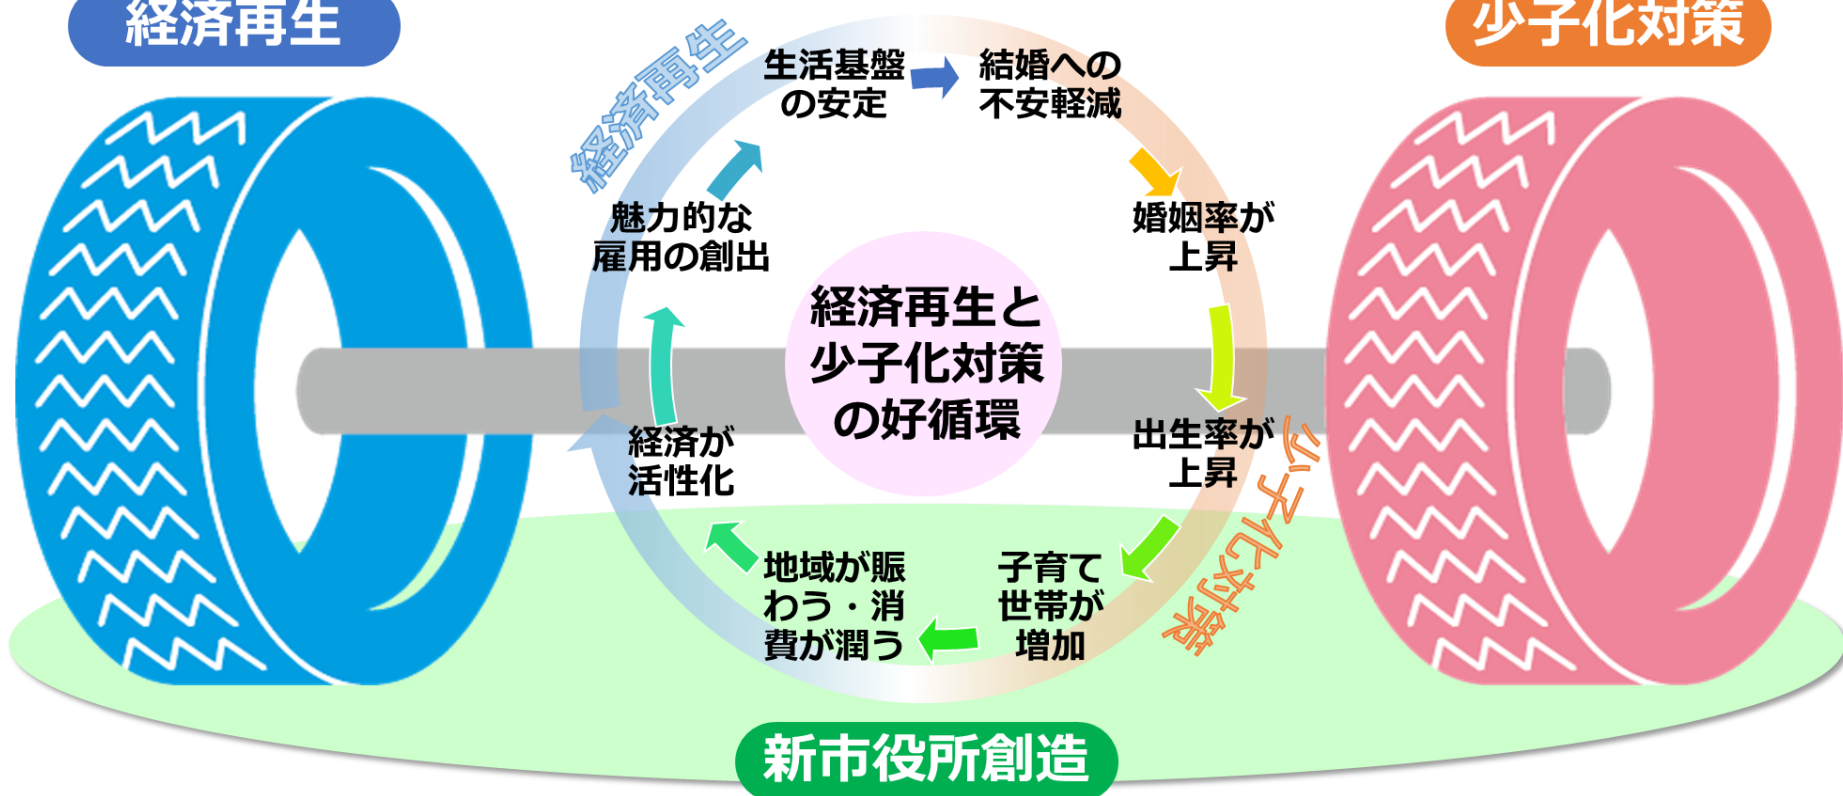 経済再生
少子化対策
経済再生
生活基盤
の安定
結婚への
不安軽減
婚姻率が
上昇
出生率が
上昇
少子化対策
子育て
世帯が
増加
地域が賑
わう・消
費が潤う
経済が
活性化
魅力的な
雇用の創出
経済再生と
少子化対策
の好循環
新市役所創造